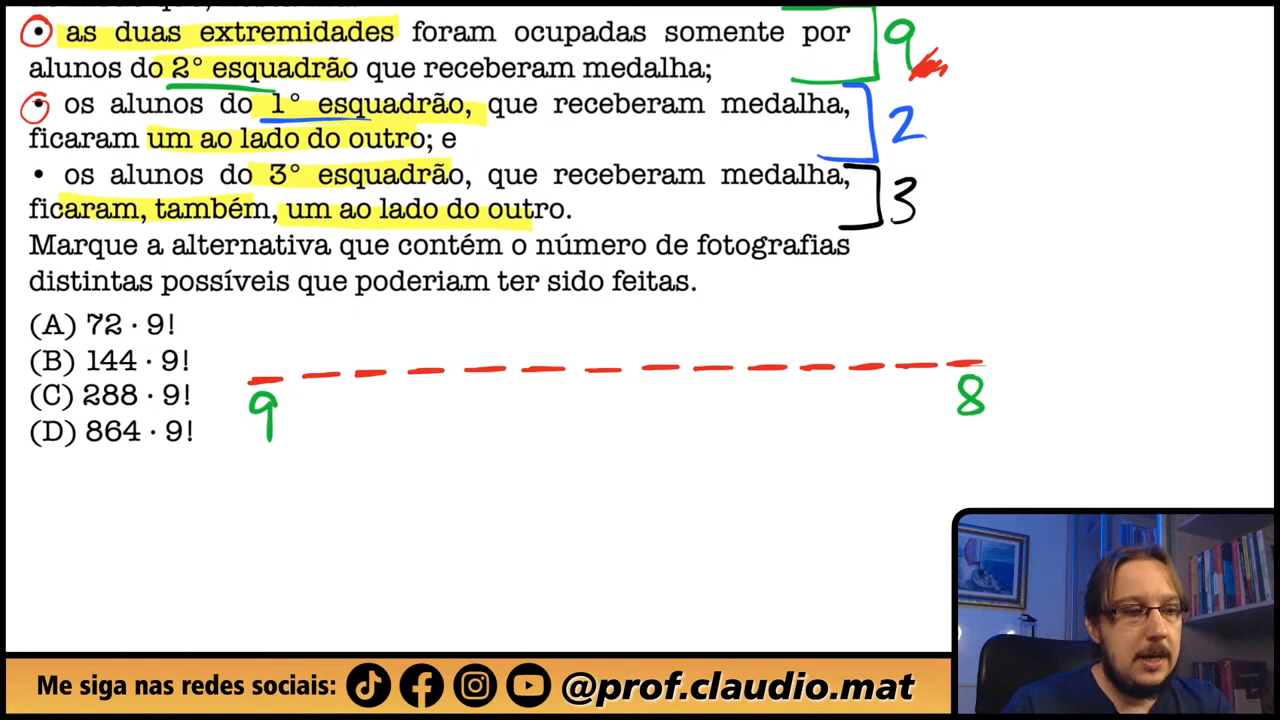 as duas extremidades foram ocupadas somente por 9
alunos do 2° esquadrão que receberam medalha;
• os alunos do 1° esquadrão, que receberam medalha,
ficaram um ao lado do outro; e 2
• os alunos do 3° esquadrão, que receberam medalha,
ficaram, também, um ao lado do outro. 3
Marque a alternativa que contém o número de fotografias
distintas possíveis que poderiam ter sido feitas.
(A) 72 · 9!
(B) 144 · 9!
(C) 288 · 9!
(D) 864 · 9!
9 8
Me siga nas redes sociais: @prof.claudio.mat